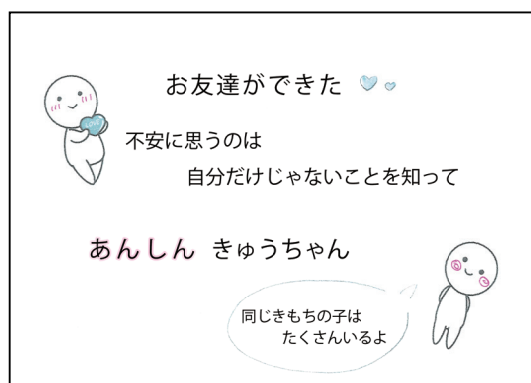 お友達ができた
不安に思うのは
自分だけじゃないことを知って
あんしん きゅうちゃん
同じきもちの子は
たくさんいるよ